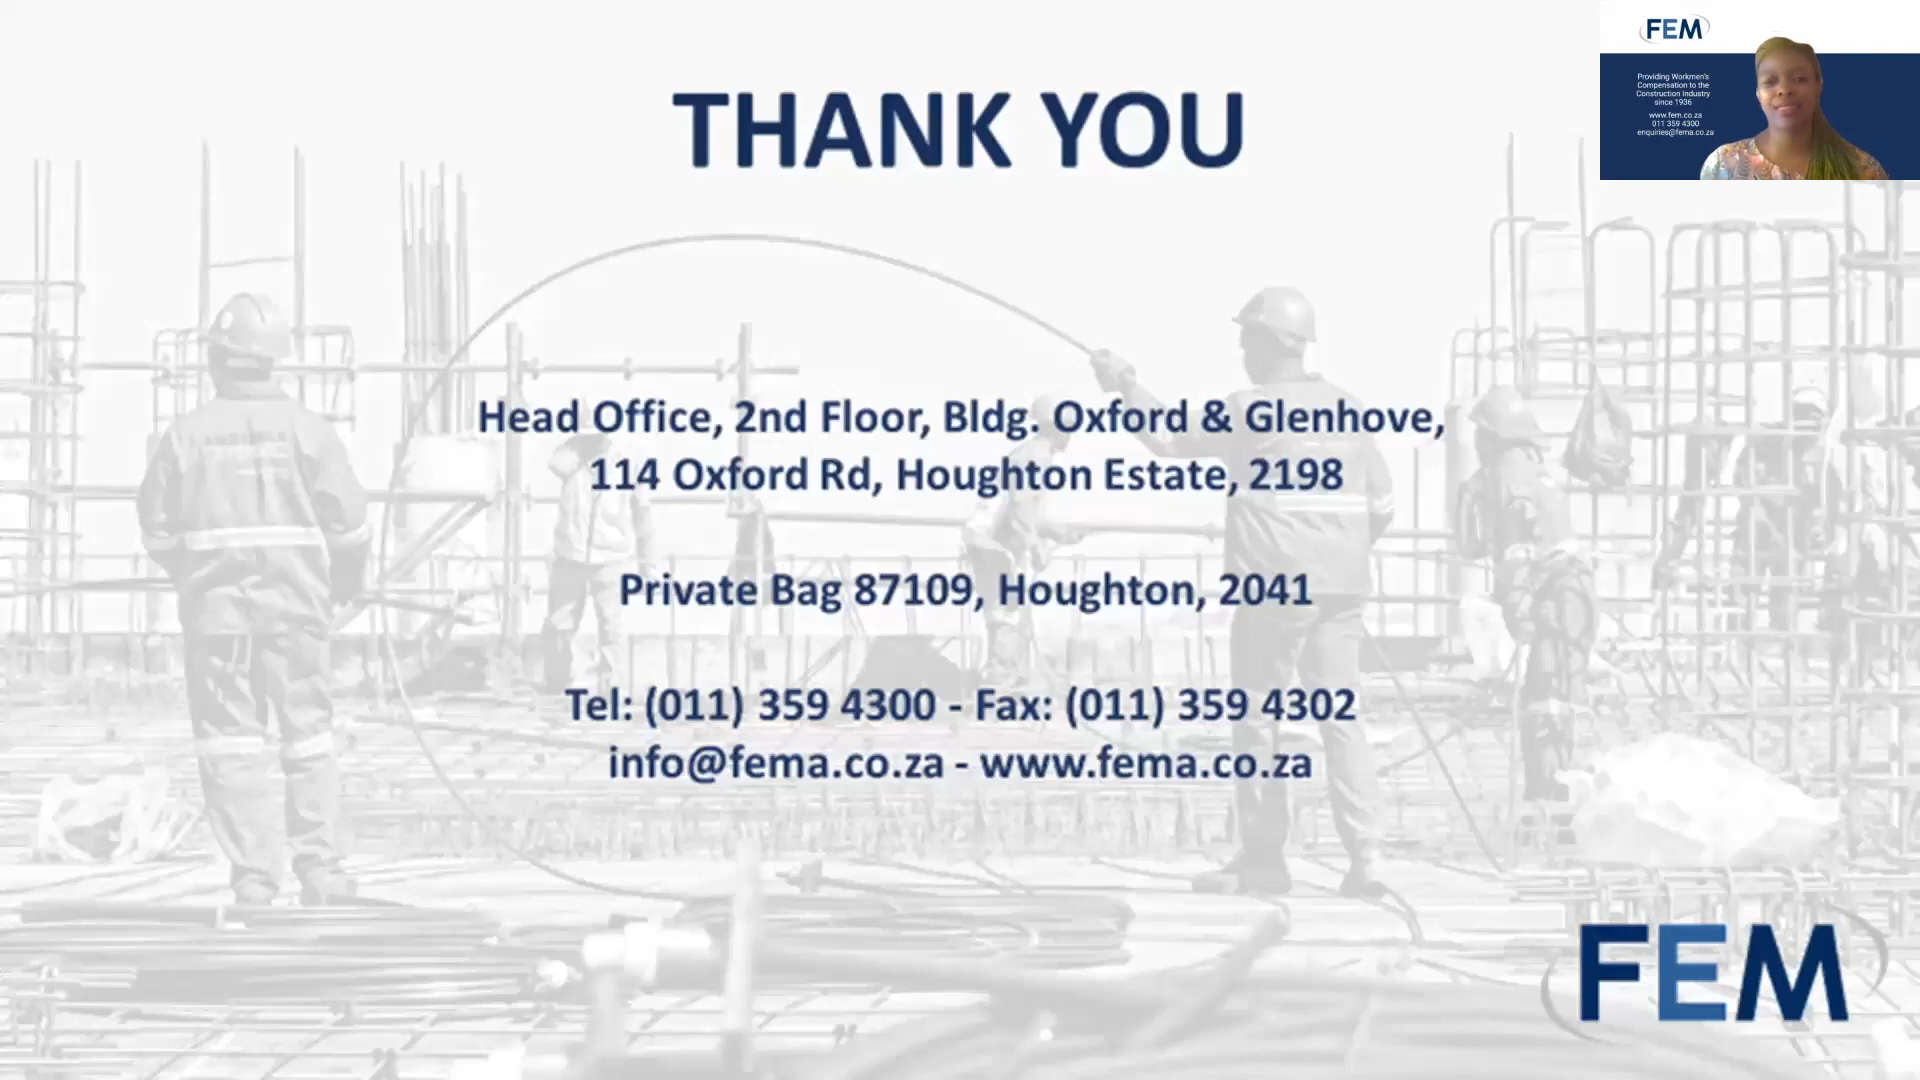 THANK YOU
Head Office, 2nd Floor, Bldg. Oxford & Glenhove,
114 Oxford Rd, Houghton Estate, 2198
Private Bag 87109, Houghton, 2041
Tel: (011) 359 4300 - Fax: (011) 359 4302
info@fema.co.za - www.fema.co.za
FEM
FEM
Providing Workmen's
Compensation to the
Construction Industry
since 1936
www.fem.co.za
011 359 4300
enquiries@fema.co.za